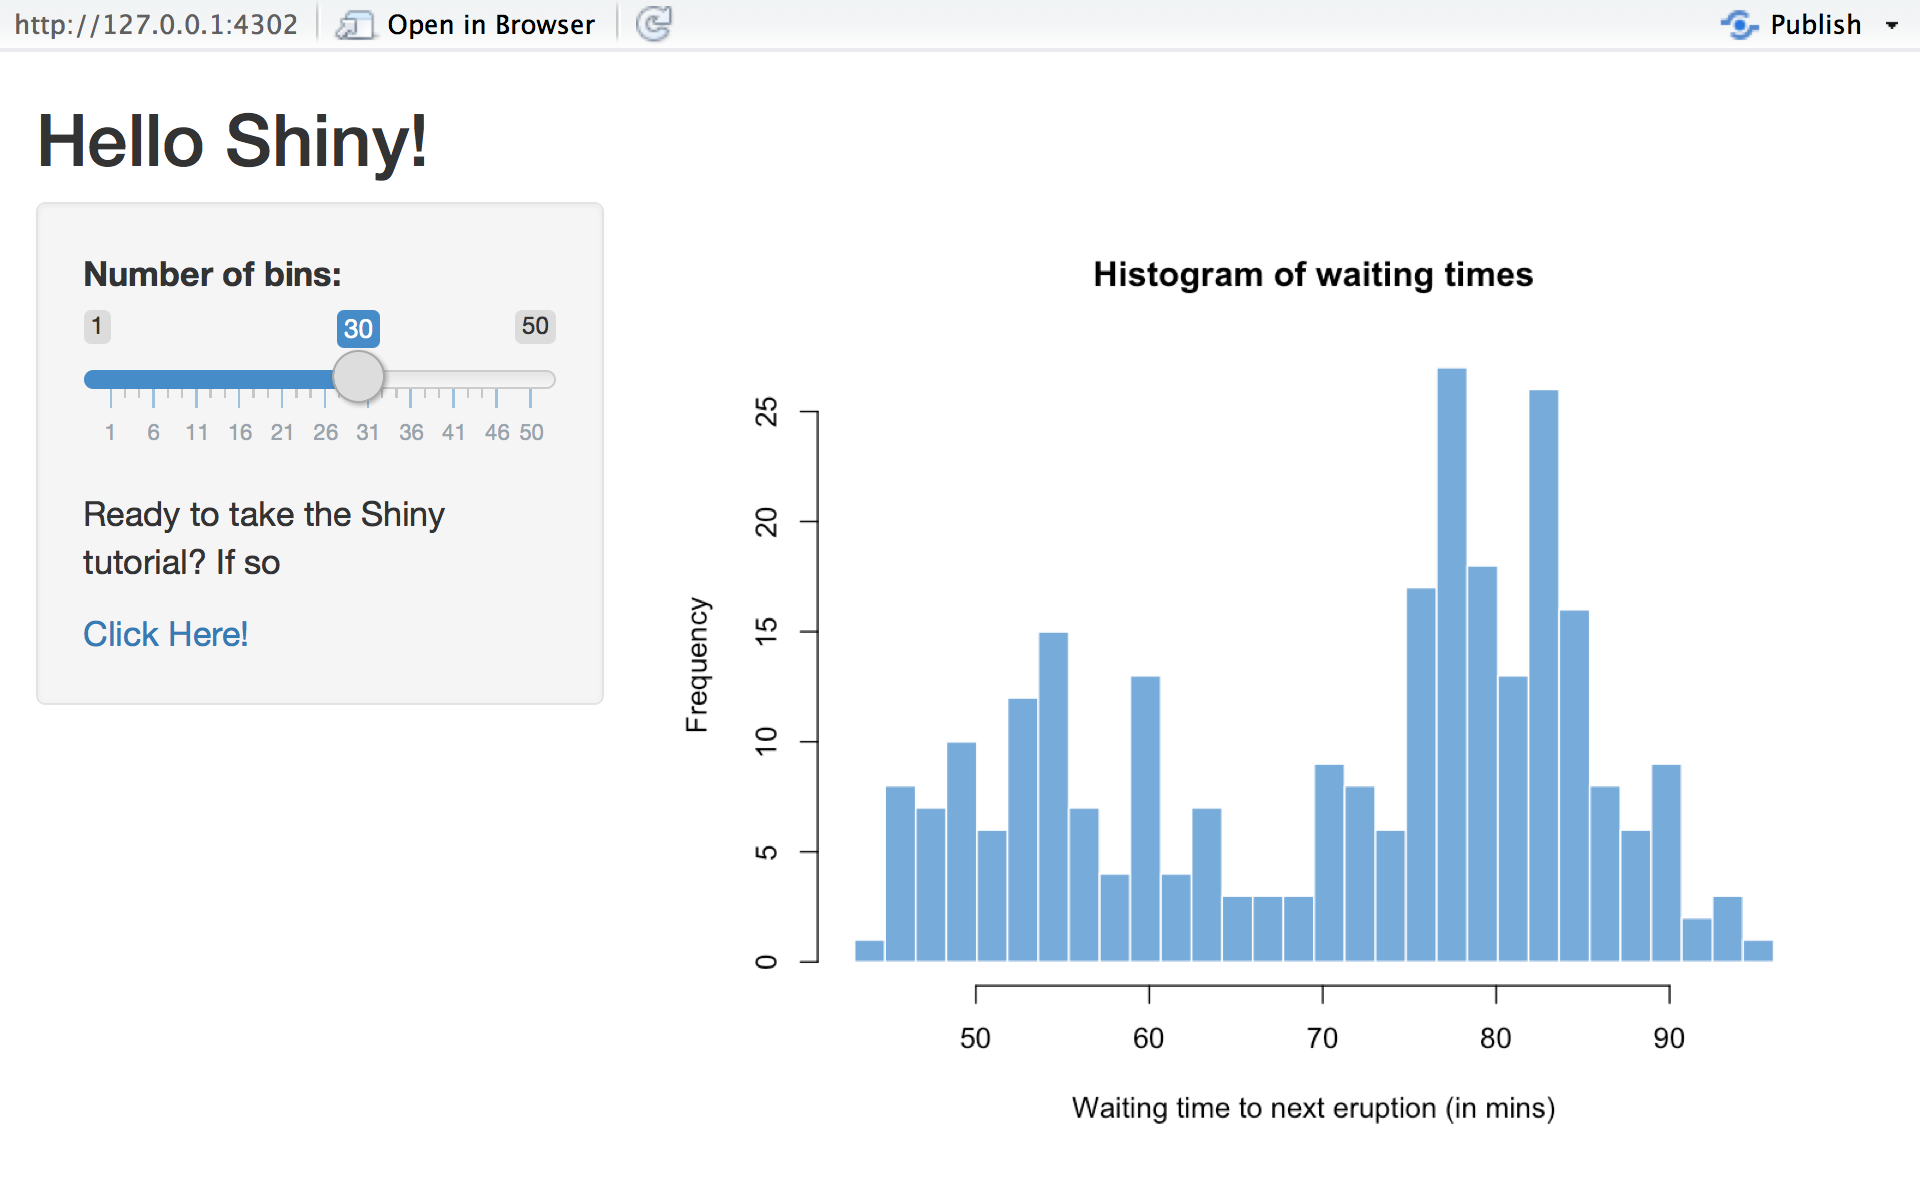 http://127.0.0.1:4302 Open in Browser Publish
Hello Shiny!
Number of bins:
1 30 50
1 6 11 16 21 26 31 36 41 46 50
Ready to take the Shiny
tutorial? If so
Click Here!
Histogram of waiting times
Frequency
25
20
15
10
5
0
50 60 70 80 90
Waiting time to next eruption (in mins)